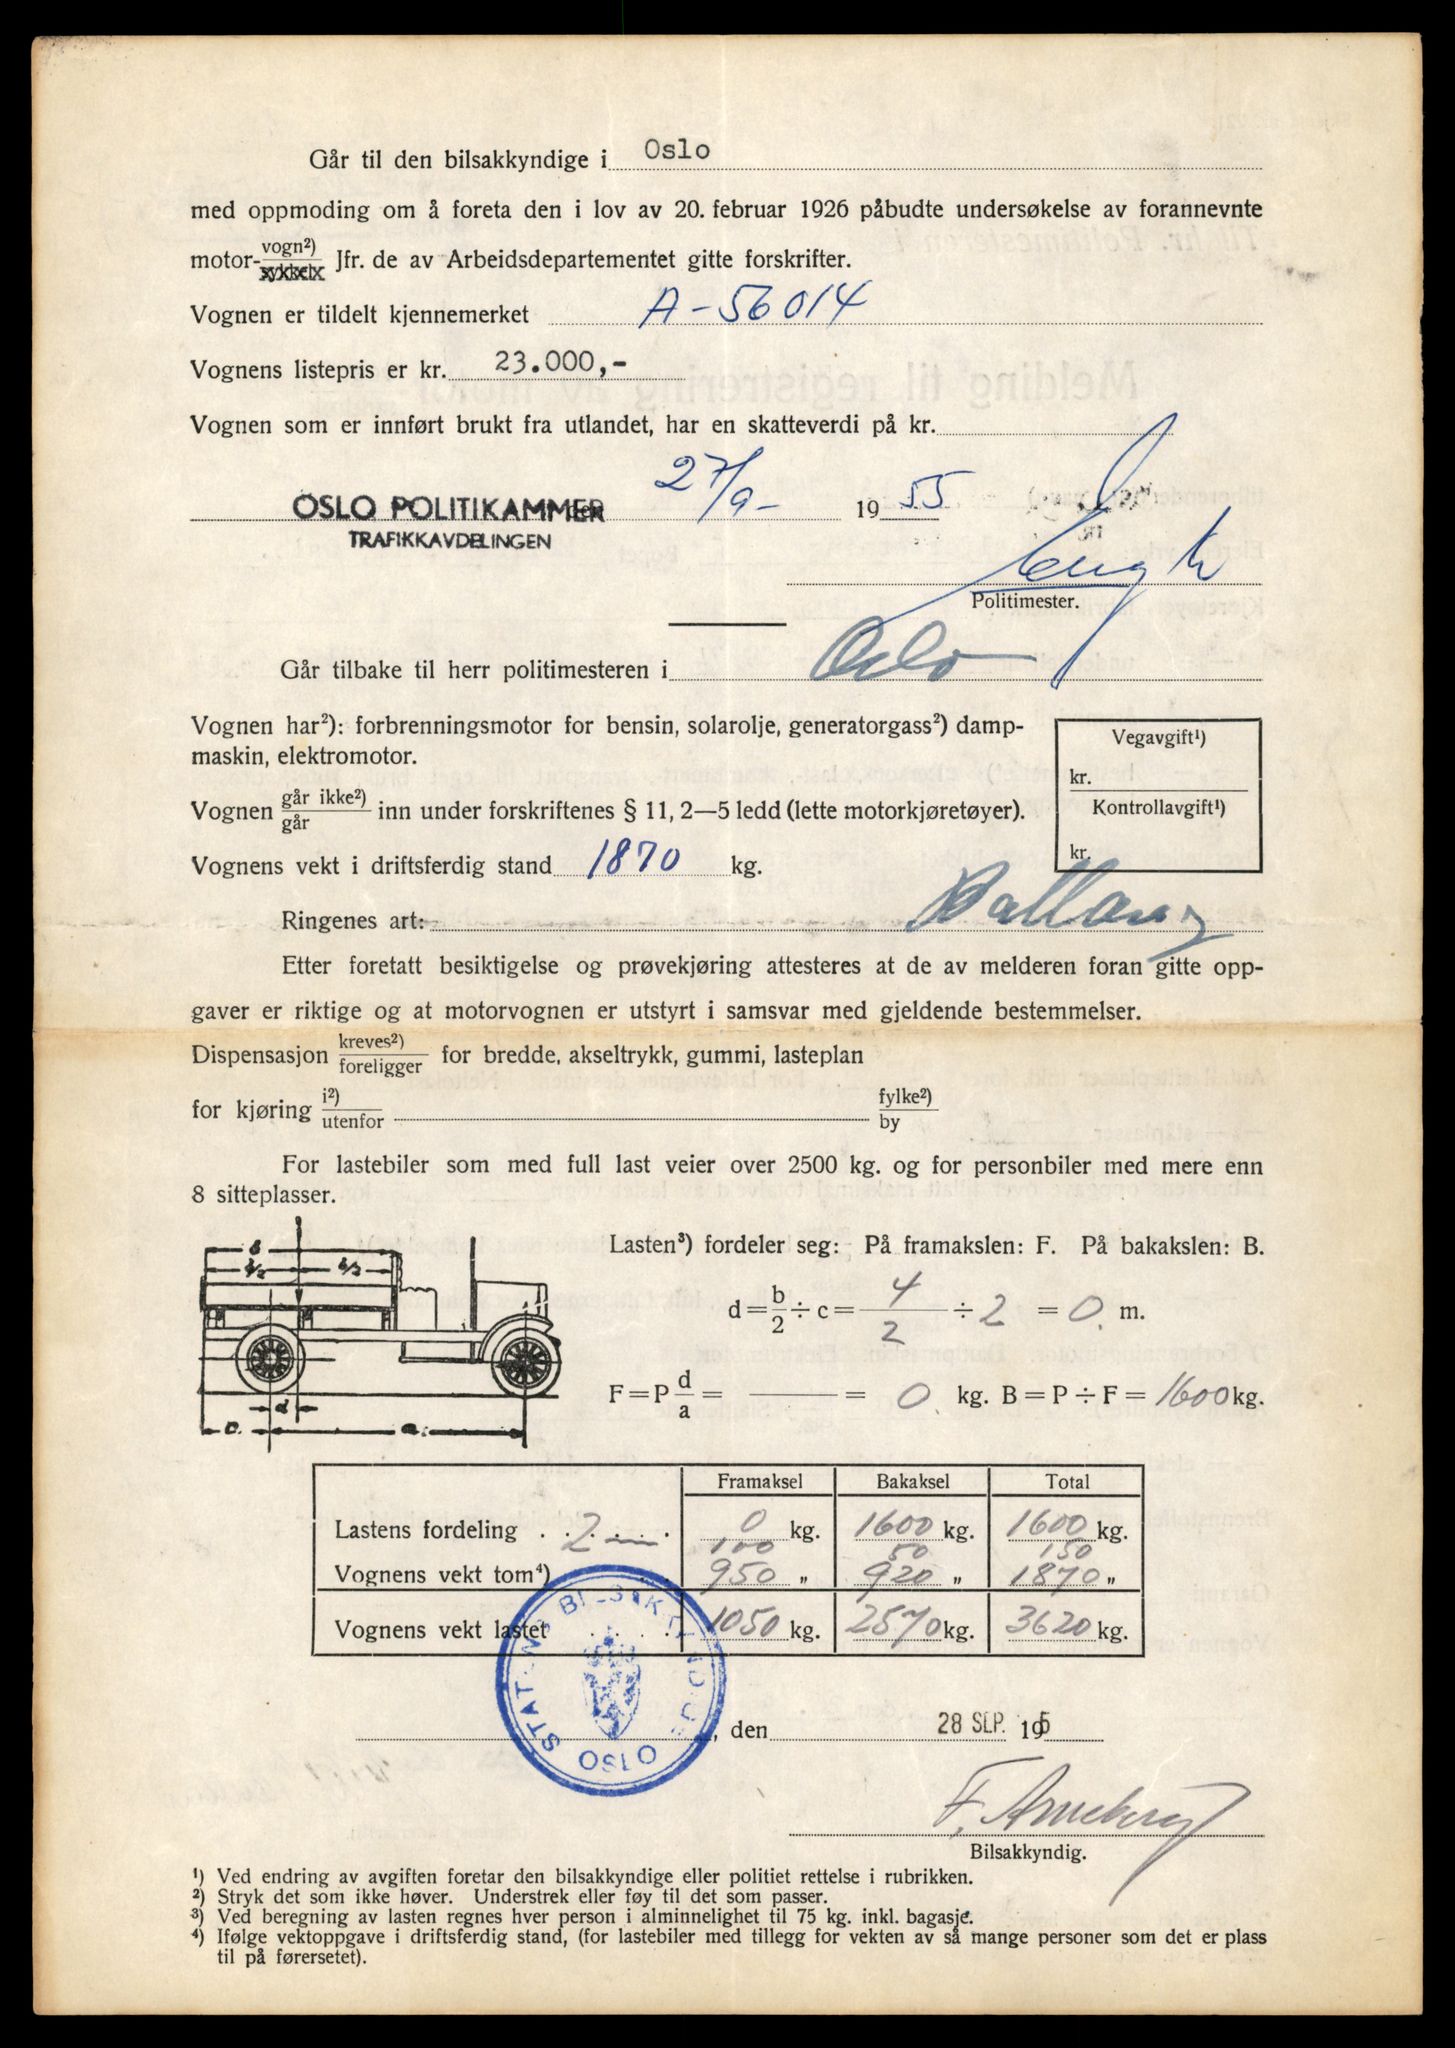 Går til den bilsakkyndige i Oslo
med oppmoding om å foreta den i lov av 20. februar 1926 påbudte undersøkelse av forannevnte
motor-vogn²) / sykkel Jfr. de av Arbeidsdepartementet gitte forskrifter.
Vognen er tildelt kjennemerket A-56014
Vognens listepris er kr. 23.000,-
Vognen som er innført brukt fra utlandet, har en skatteverdi på kr.
OSLO POLITIKAMMER den 27/9- 1955
TRAFIKKAVDELINGEN
Politimester.
Går tilbake til herr politimesteren i Oslo
Vognen har²): forbrenningsmotor for bensin, solarolje, generatorgass²) damp-
maskin, elektromotor.
Vegavgift¹)
kr.
Kontrollavgift¹)
kr.
Vognen går ikke²) / går inn under forskriftenes § 11, 2—5 ledd (lette motorkjøretøyer).
Vognens vekt i driftsferdig stand 1870 kg.
Ringenes art: Ballong
Etter foretatt besiktigelse og prøvekjøring attesteres at de av melderen foran gitte opp-
gaver er riktige og at motorvognen er utstyrt i samsvar med gjeldende bestemmelser.
Dispensasjon kreves²) / foreligger for bredde, akseltrykk, gummi, lasteplan
for kjøring i²) / utenfor fylke²) / by
For lastebiler som med full last veier over 2500 kg. og for personbiler med mere enn
8 sitteplasser.
b
b/2 b/2
d
c. a.
Lasten³) fordeler seg: På framakslen: F. På bakakslen: B.
d = b/2 ÷ c = 4/2 ÷ 2 = 0. m.
F = P d/a = — = 0. kg. B = P ÷ F = 1600 kg.
Framaksel Bakaksel Total
Lastens fordeling . . . . . . 2 0 kg. 1600 kg. 1600 kg.
100 50 150
Vognens vekt tom⁴) 950 „ 920 „ 1870 „
Vognens vekt lastet . . . . 1050 kg. 2570 kg. 3620 kg.
STATENS BILSAKKYNDIGE OSLO
, den 28 SEP. 195
F. Arneberg
Bilsakkyndig.
¹) Ved endring av avgiften foretar den bilsakkyndige eller politiet rettelse i rubrikken.
²) Stryk det som ikke høver. Understrek eller føy til det som passer.
³) Ved beregning av lasten regnes hver person i alminnelighet til 75 kg. inkl. bagasje.
⁴) Ifølge vektoppgave i driftsferdig stand, (for lastebiler med tillegg for vekten av så mange personer som det er plass
til på førersetet).